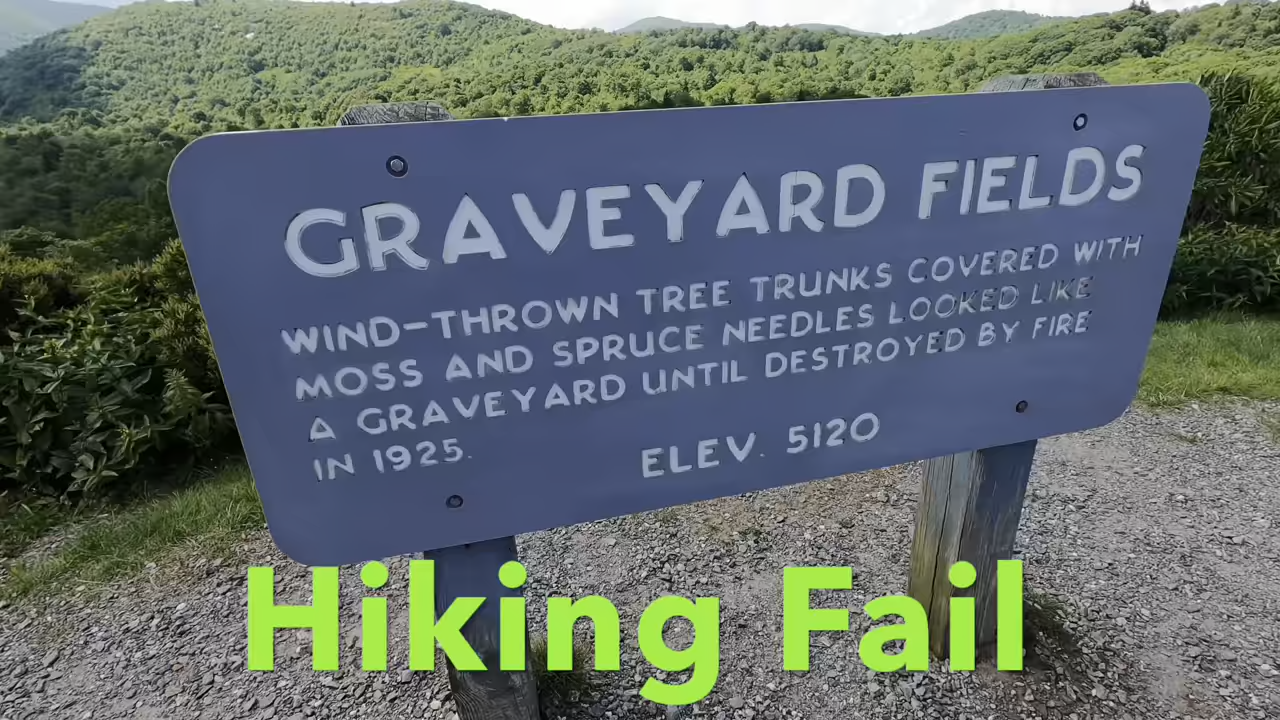 GRAVEYARD FIELDS
WIND-THROWN TREE TRUNKS COVERED WITH
MOSS AND SPRUCE NEEDLES LOOKED LIKE
A GRAVEYARD UNTIL DESTROYED BY FIRE
IN 1925.
ELEV. 5120
Hiking Fail